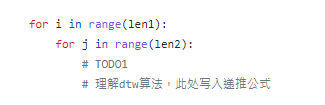 for i in range(len1):
    for j in range(len2):
        # TODO1
        # 理解dtw算法，此处写入递推公式